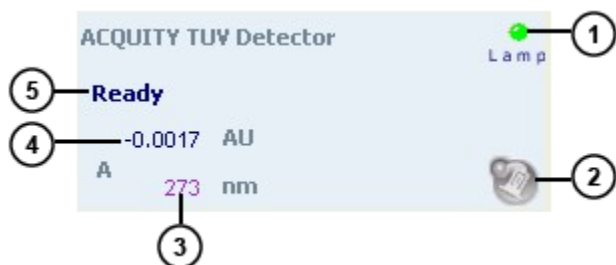 ACQUITY TUV Detector
1
Lamp
5
Ready
4
-0.0017 AU
A
273 nm
2
3